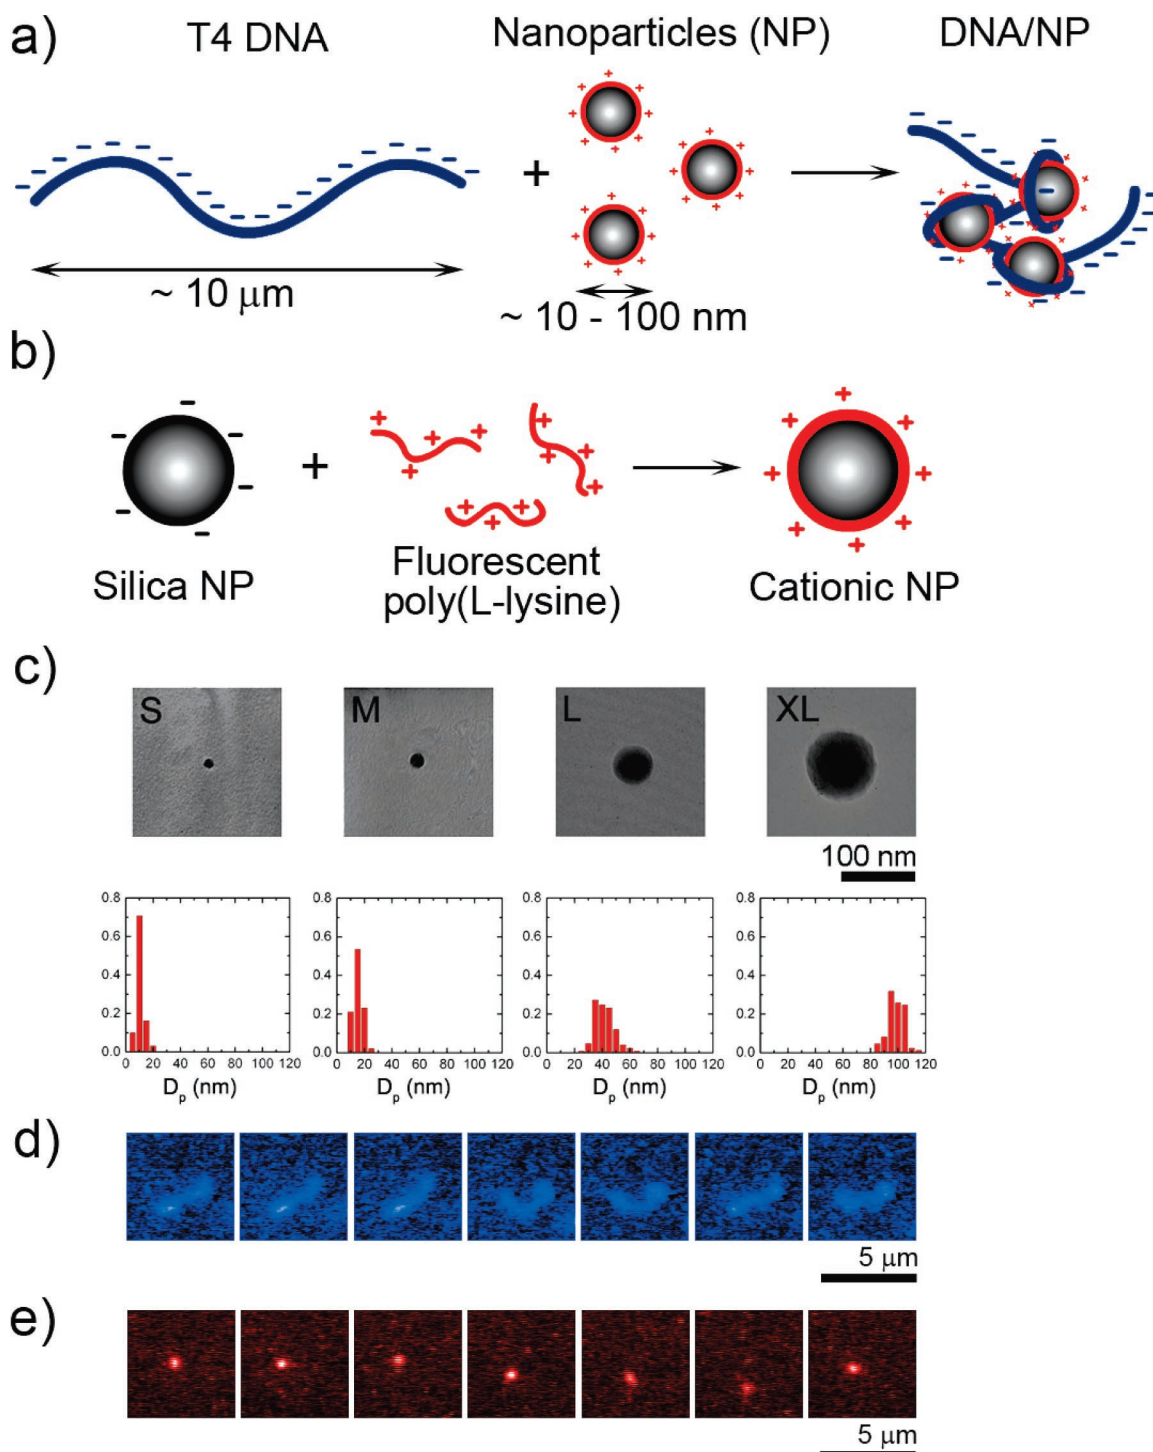 a)
T4 DNA
Nanoparticles (NP)
DNA/NP
+
~ 10 μm
~ 10 - 100 nm
b)
+
Silica NP
Fluorescent
poly(L-lysine)
Cationic NP
c)
S
M
L
XL
100 nm
0.8
0.6
0.4
0.2
0.0
0 20 40 60 80 100 120
D_p (nm)
0.8
0.6
0.4
0.2
0.0
0 20 40 60 80 100 120
D_p (nm)
0.8
0.6
0.4
0.2
0.0
0 20 40 60 80 100 120
D_p (nm)
0.8
0.6
0.4
0.2
0.0
0 20 40 60 80 100 120
D_p (nm)
d)
5 μm
e)
5 μm